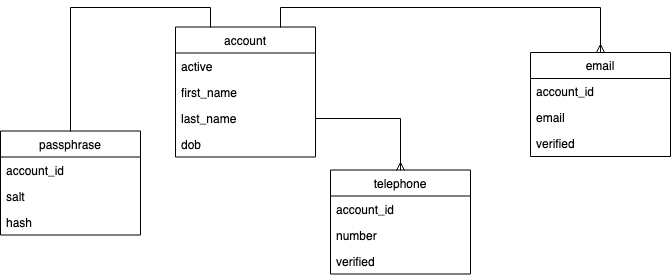 account
active
first_name
last_name
dob
email
account_id
email
verified
passphrase
account_id
salt
hash
telephone
account_id
number
verified